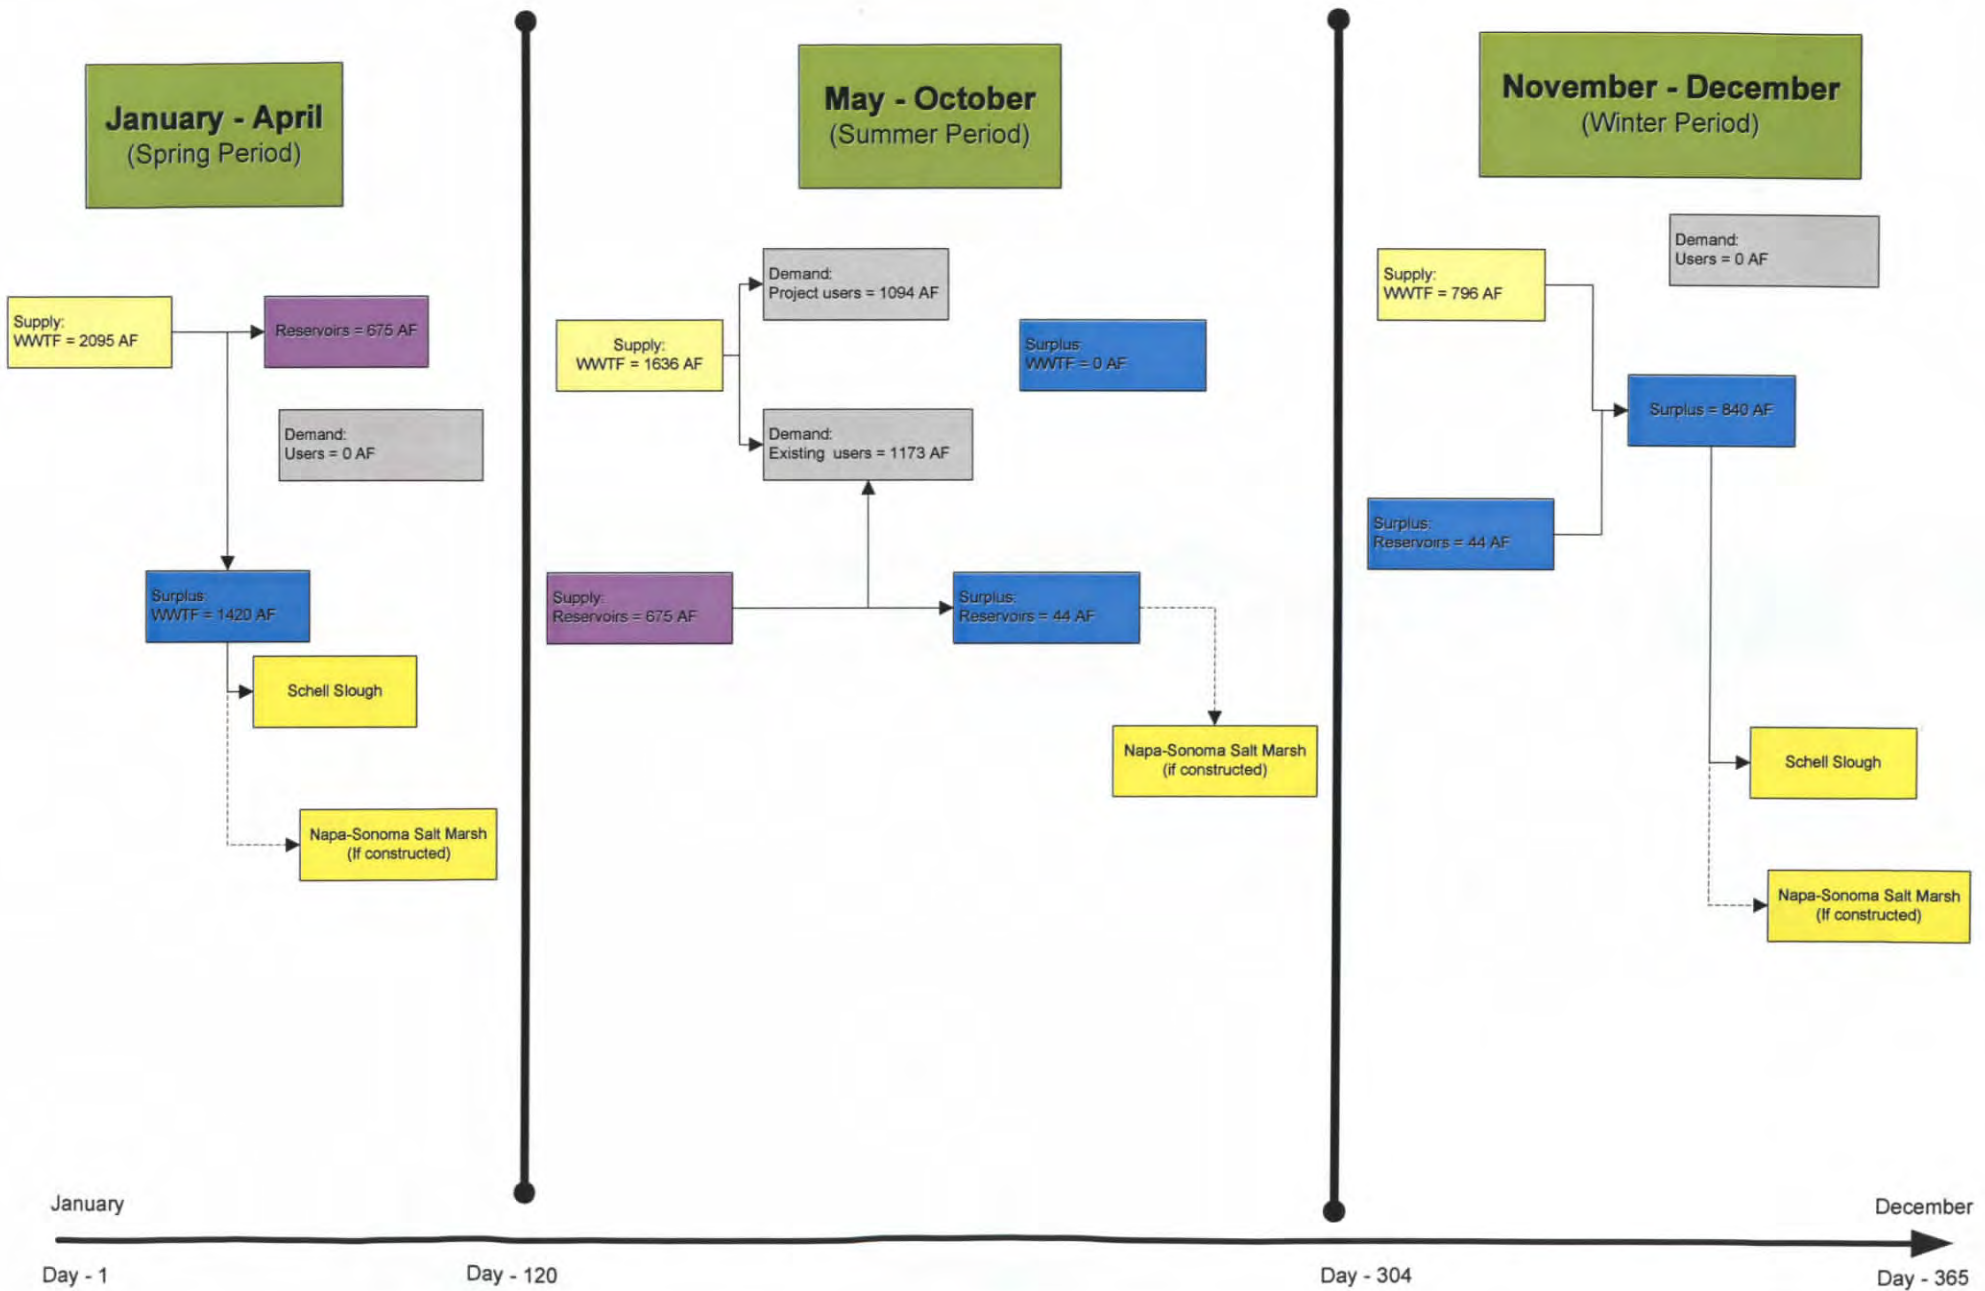 January - April
(Spring Period)
Supply:
WWTF = 2095 AF
Reservoirs = 675 AF
Demand:
Users = 0 AF
Surplus:
WWTF = 1420 AF
Schell Slough
Napa-Sonoma Salt Marsh
(If constructed)
May - October
(Summer Period)
Demand:
Project users = 1094 AF
Supply:
WWTF = 1636 AF
Surplus:
WWTF = 0 AF
Demand:
Existing users = 1173 AF
Supply:
Reservoirs = 675 AF
Surplus:
Reservoirs = 44 AF
Napa-Sonoma Salt Marsh
(if constructed)
November - December
(Winter Period)
Demand:
Users = 0 AF
Supply:
WWTF = 796 AF
Surplus = 840 AF
Surplus:
Reservoirs = 44 AF
Schell Slough
Napa-Sonoma Salt Marsh
(If constructed)
January
December
Day - 1
Day - 120
Day - 304
Day - 365